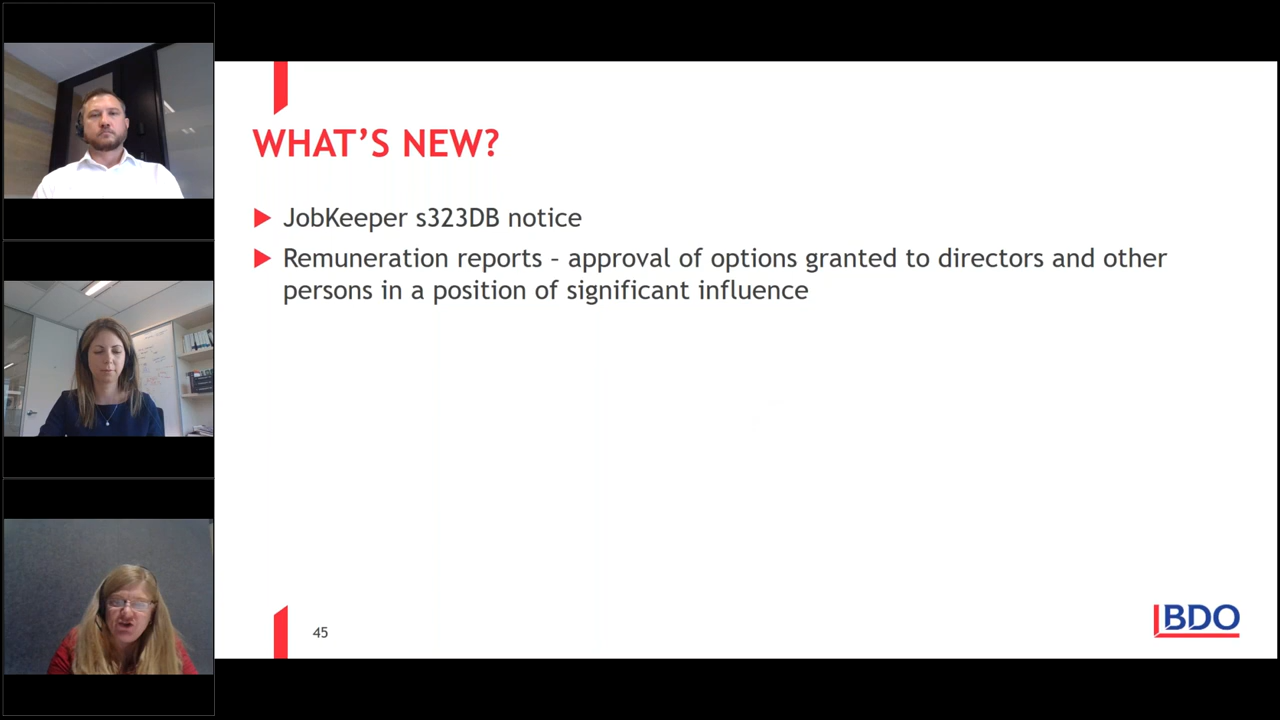 WHAT'S NEW?
JobKeeper s323DB notice
Remuneration reports – approval of options granted to directors and other
persons in a position of significant influence
45
BDO